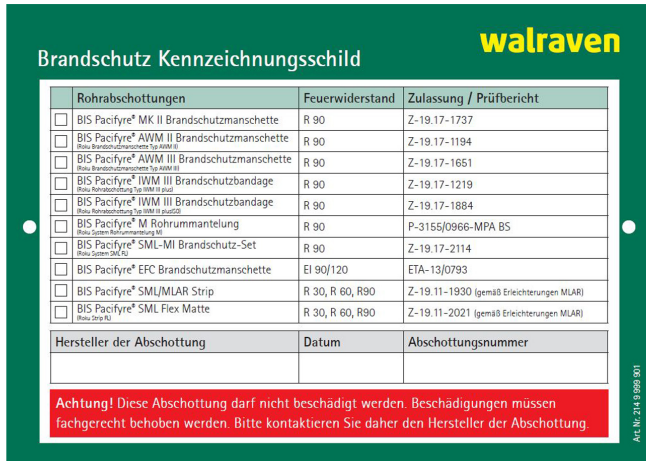 walraven
Brandschutz Kennzeichnungsschild
Rohrabschottungen Feuerwiderstand Zulassung / Prüfbericht
BIS Pacifyre® MK II Brandschutzmanschette R 90 Z-19.17-1737
BIS Pacifyre® AWM II Brandschutzmanschette R 90 Z-19.17-1194
(Roku Brandschutzmanschette Typ AWM II)
BIS Pacifyre® AWM III Brandschutzmanschette R 90 Z-19.17-1651
(Roku Brandschutzmanschette Typ AWM III)
BIS Pacifyre® IWM III Brandschutzbandage R 90 Z-19.17-1219
(Roku Rohrabschottung Typ IWM III plus)
BIS Pacifyre® IWM III Brandschutzbandage R 90 Z-19.17-1884
(Roku Rohrabschottung Typ IWM III plusISO)
BIS Pacifyre® M Rohrummantelung R 90 P-3155/0966-MPA BS
(Roku System Rohrummantelung M)
BIS Pacifyre® SML-MI Brandschutz-Set R 90 Z-19.17-2114
(Roku System SML FL)
BIS Pacifyre® EFC Brandschutzmanschette EI 90/120 ETA-13/0793
BIS Pacifyre® SML/MLAR Strip R 30, R 60, R90 Z-19.11-1930 (gemäß Erleichterungen MLAR)
BIS Pacifyre® SML Flex Matte R 30, R 60, R90 Z-19.11-2021 (gemäß Erleichterungen MLAR)
(Roku Strip FL)
Hersteller der Abschottung Datum Abschottungsnummer
Achtung! Diese Abschottung darf nicht beschädigt werden. Beschädigungen müssen
fachgerecht behoben werden. Bitte kontaktieren Sie daher den Hersteller der Abschottung.
Art. Nr. 214 9 999 901